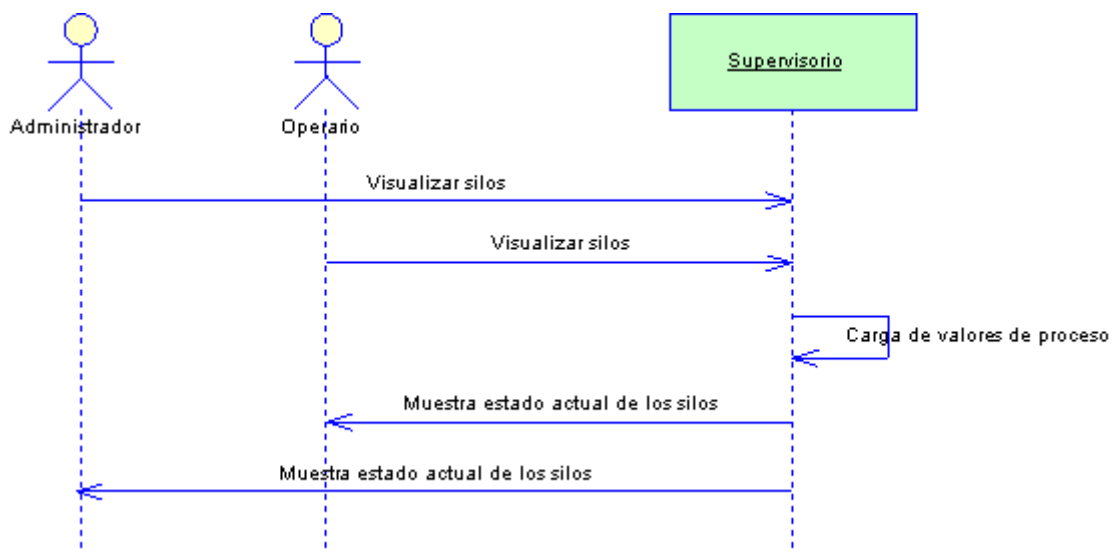 Supervisorio
Administrador
Operario
Visualizar silos
Visualizar silos
Carga de valores de proceso
Muestra estado actual de los silos
Muestra estado actual de los silos